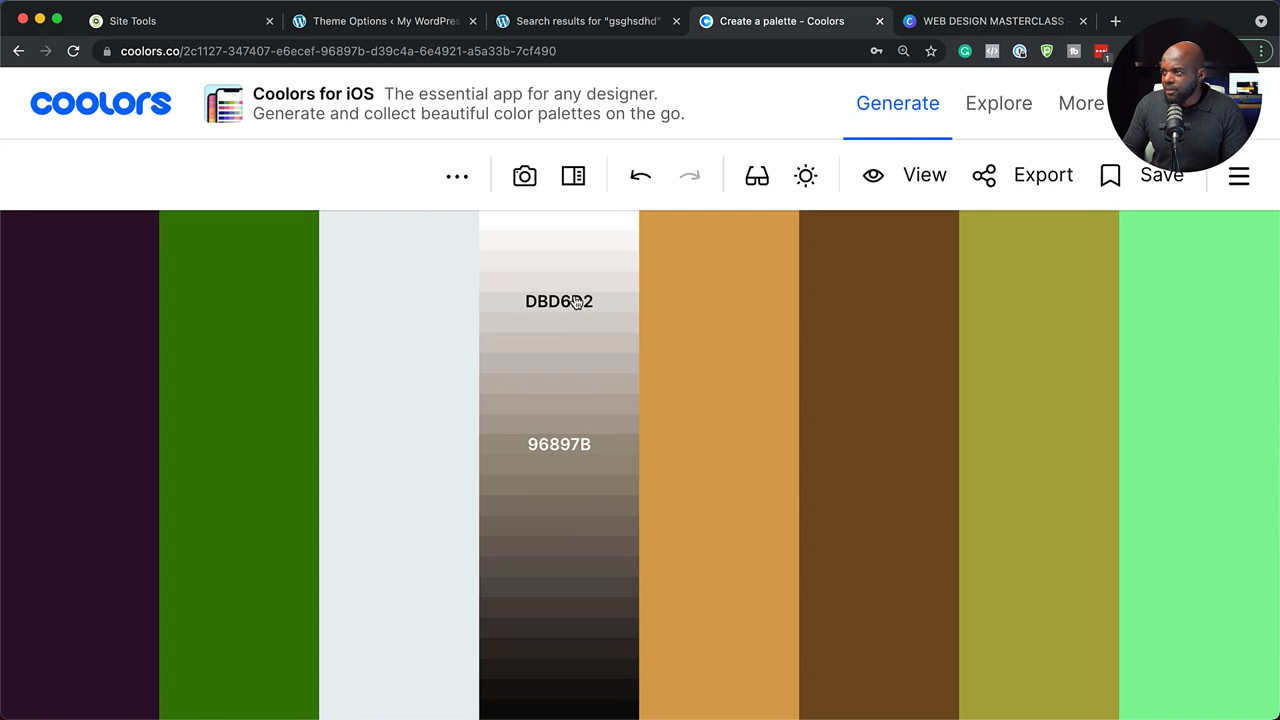 Site Tools
Theme Options ‹ My WordPres
Search results for "gsghsdhd"
Create a palette - Coolors
WEB DESIGN MASTERCLASS -
coolors.co/2c1127-347407-e6ecef-96897b-d39c4a-6e4921-a5a33b-7cf490
coolors
Coolors for iOS The essential app for any designer.
Generate and collect beautiful color palettes on the go.
Generate
Explore
More
View
Export
Save
96897B